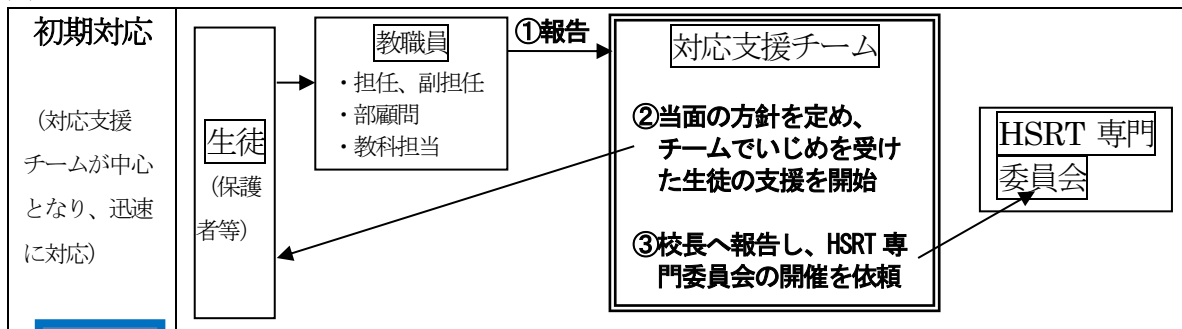 初期対応
(対応支援
チームが中心
となり、迅速
に対応)
生徒
(保護
者等)
教職員
・担任、副担任
・部顧問
・教科担当
①報告
対応支援チーム
②当面の方針を定め、
チームでいじめを受け
た生徒の支援を開始
③校長へ報告し、HSRT 専
門委員会の開催を依頼
HSRT 専門
委員会